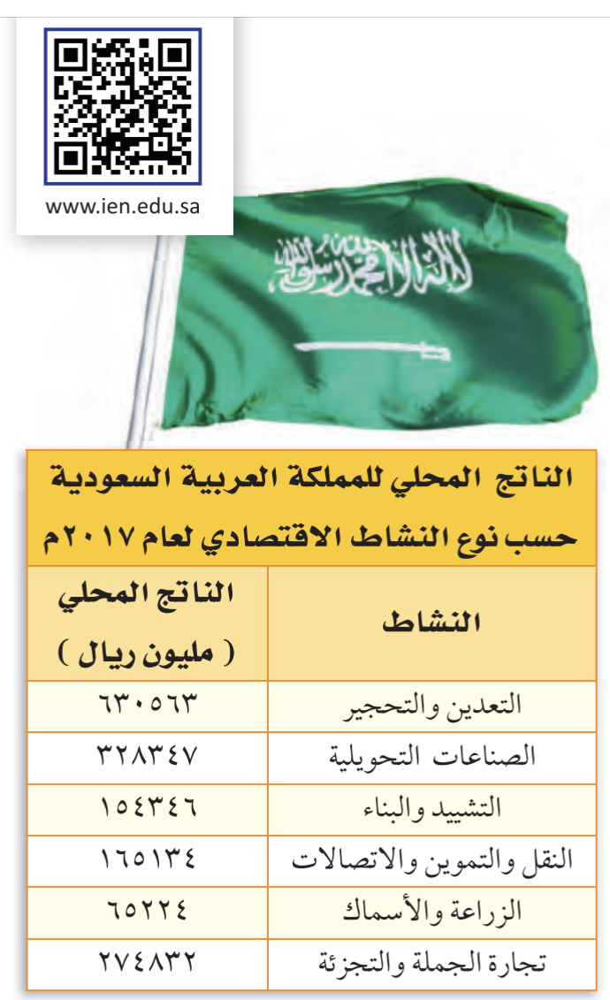 www.ien.edu.sa
لا إله إلا الله محمد رسول الله
الناتج المحلي للمملكة العربية السعودية
حسب نوع النشاط الاقتصادي لعام ٢٠١٧م
النشاط
الناتج المحلي
( مليون ريال )
التعدين والتحجير ٦٣٠٥٦٣
الصناعات التحويلية ٣٢٨٣٤٧
التشييد والبناء ١٥٤٣٤٦
النقل والتموين والاتصالات ١٦٥١٣٤
الزراعة والأسماك ٦٥٢٢٤
تجارة الجملة والتجزئة ٢٧٤٨٣٢